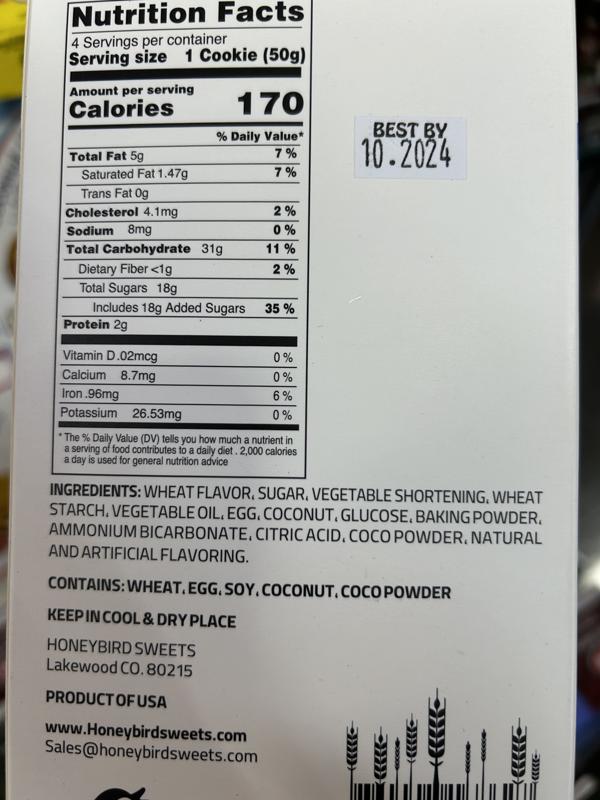 Nutrition Facts
4 Servings per container
Serving size 1 Cookie (50g)
Amount per serving
Calories 170
% Daily Value*
Total Fat 5g 7 %
Saturated Fat 1.47g 7 %
Trans Fat 0g
Cholesterol 4.1mg 2 %
Sodium 8mg 0 %
Total Carbohydrate 31g 11 %
Dietary Fiber <1g 2 %
Total Sugars 18g
Includes 18g Added Sugars 35 %
Protein 2g
Vitamin D .02mcg 0 %
Calcium 8.7mg 0 %
Iron .96mg 6 %
Potassium 26.53mg 0 %
* The % Daily Value (DV) tells you how much a nutrient in
a serving of food contributes to a daily diet . 2,000 calories
a day is used for general nutrition advice
BEST BY
10.2024
INGREDIENTS: WHEAT FLAVOR, SUGAR, VEGETABLE SHORTENING, WHEAT
STARCH, VEGETABLE OIL, EGG, COCONUT, GLUCOSE, BAKING POWDER,
AMMONIUM BICARBONATE, CITRIC ACID, COCO POWDER, NATURAL
AND ARTIFICIAL FLAVORING.
CONTAINS: WHEAT, EGG, SOY, COCONUT, COCO POWDER
KEEP IN COOL & DRY PLACE
HONEYBIRD SWEETS
Lakewood CO. 80215
PRODUCT OF USA
www.Honeybirdsweets.com
Sales@honeybirdsweets.com